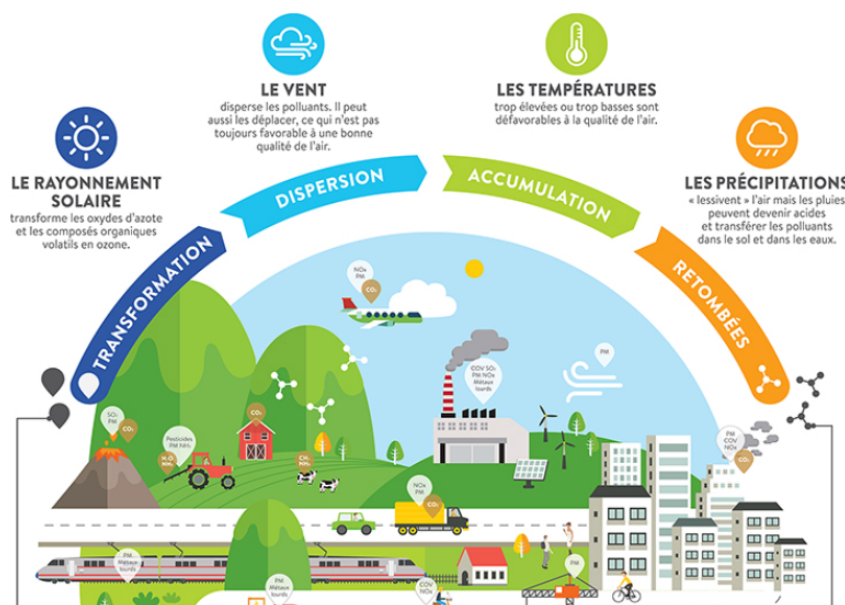 LE VENT
disperse les polluants. Il peut
aussi les déplacer, ce qui n'est pas
toujours favorable à une bonne
qualité de l'air.
LES TEMPÉRATURES
trop élevées ou trop basses sont
défavorables à la qualité de l'air.
LE RAYONNEMENT
SOLAIRE
transforme les oxydes d'azote
et les composés organiques
volatils en ozone.
LES PRÉCIPITATIONS
« lessivent » l'air mais les pluies
peuvent devenir acides
et transférer les polluants
dans le sol et dans les eaux.
TRANSFORMATION
DISPERSION
ACCUMULATION
RETOMBÉES
NOx
PM
CO₂
COV SO₂
PM NOx
Métaux
lourds
PM
SO₂
PM
CO₂
Pesticides
PM NH₃
CO₂
NH₃
CH₄
NH₃
PM
COV
NOx
CO₂
NOx
PM
CO₂
PM
Métaux
lourds
PM
PM
Métaux
lourds
COV
NOx